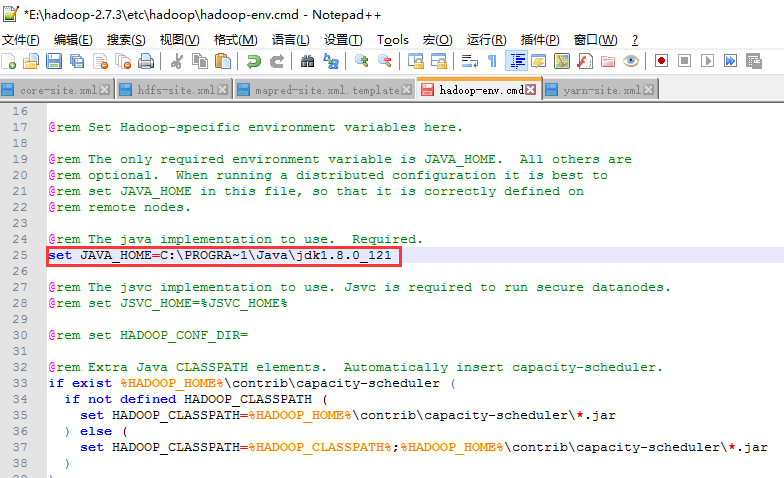 *E:\hadoop-2.7.3\etc\hadoop\hadoop-env.cmd - Notepad++
文件(F) 编辑(E) 搜索(S) 视图(V) 格式(M) 语言(L) 设置(T) Tools 宏(O) 运行(R) 插件(P) 窗口(W) ?
core-site.xml hdfs-site.xml mapred-site.xml.template hadoop-env.cmd yarn-site.xml
16
17 @rem Set Hadoop-specific environment variables here.
18
19 @rem The only required environment variable is JAVA_HOME.  All others are
20 @rem optional.  When running a distributed configuration it is best to
21 @rem set JAVA_HOME in this file, so that it is correctly defined on
22 @rem remote nodes.
23
24 @rem The java implementation to use.  Required.
25 set JAVA_HOME=C:\PROGRA~1\Java\jdk1.8.0_121
26
27 @rem The jsvc implementation to use. Jsvc is required to run secure datanodes.
28 @rem set JSVC_HOME=%JSVC_HOME%
29
30 @rem set HADOOP_CONF_DIR=
31
32 @rem Extra Java CLASSPATH elements.  Automatically insert capacity-scheduler.
33 if exist %HADOOP_HOME%\contrib\capacity-scheduler (
34   if not defined HADOOP_CLASSPATH (
35     set HADOOP_CLASSPATH=%HADOOP_HOME%\contrib\capacity-scheduler\*.jar
36   ) else (
37     set HADOOP_CLASSPATH=%HADOOP_CLASSPATH%;%HADOOP_HOME%\contrib\capacity-scheduler\*.jar
38   )